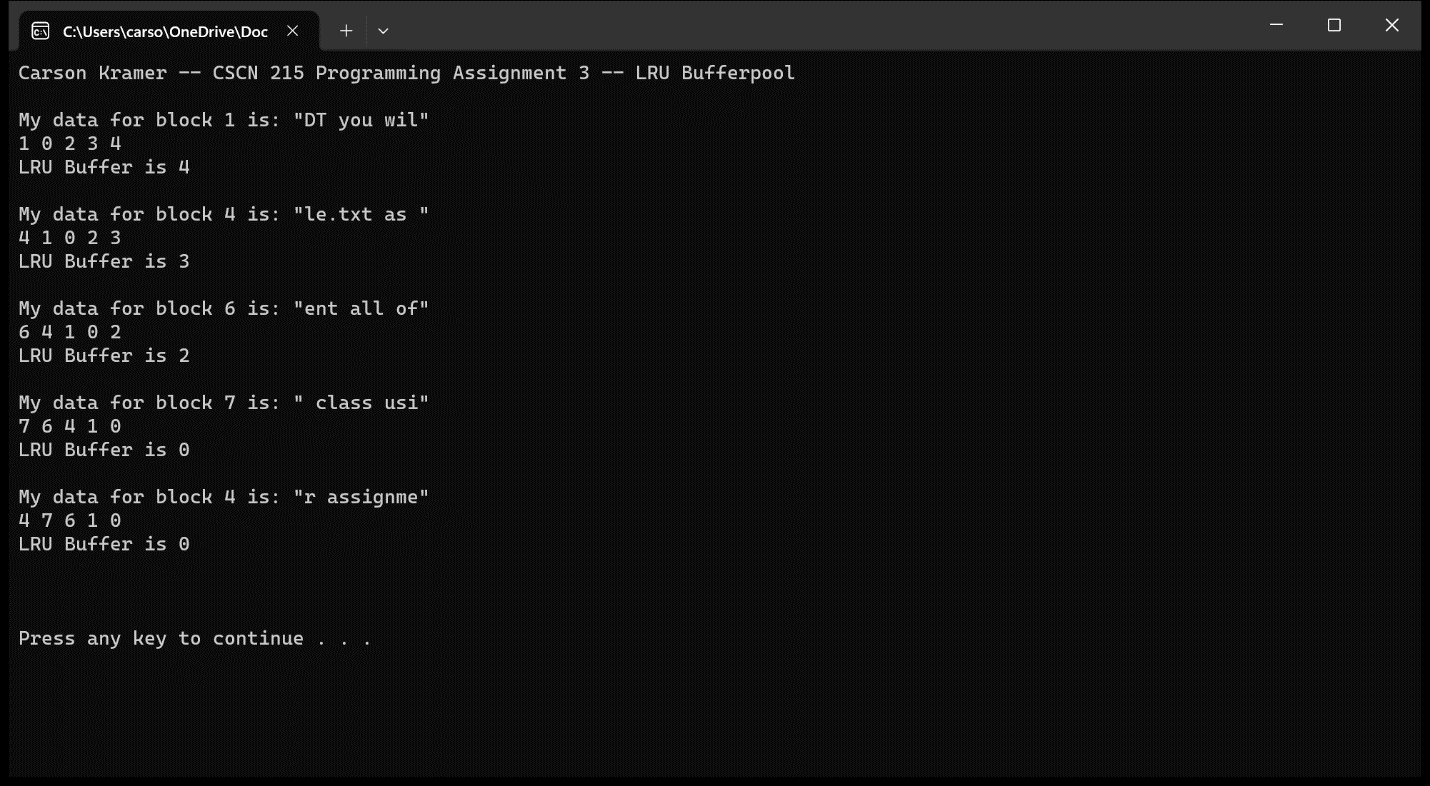 C:\Users\carso\OneDrive\Doc
Carson Kramer -- CSCN 215 Programming Assignment 3 -- LRU Bufferpool
My data for block 1 is: "DT you wil"
1 0 2 3 4
LRU Buffer is 4
My data for block 4 is: "le.txt as "
4 1 0 2 3
LRU Buffer is 3
My data for block 6 is: "ent all of"
6 4 1 0 2
LRU Buffer is 2
My data for block 7 is: " class usi"
7 6 4 1 0
LRU Buffer is 0
My data for block 4 is: "r assignme"
4 7 6 1 0
LRU Buffer is 0
Press any key to continue . . .